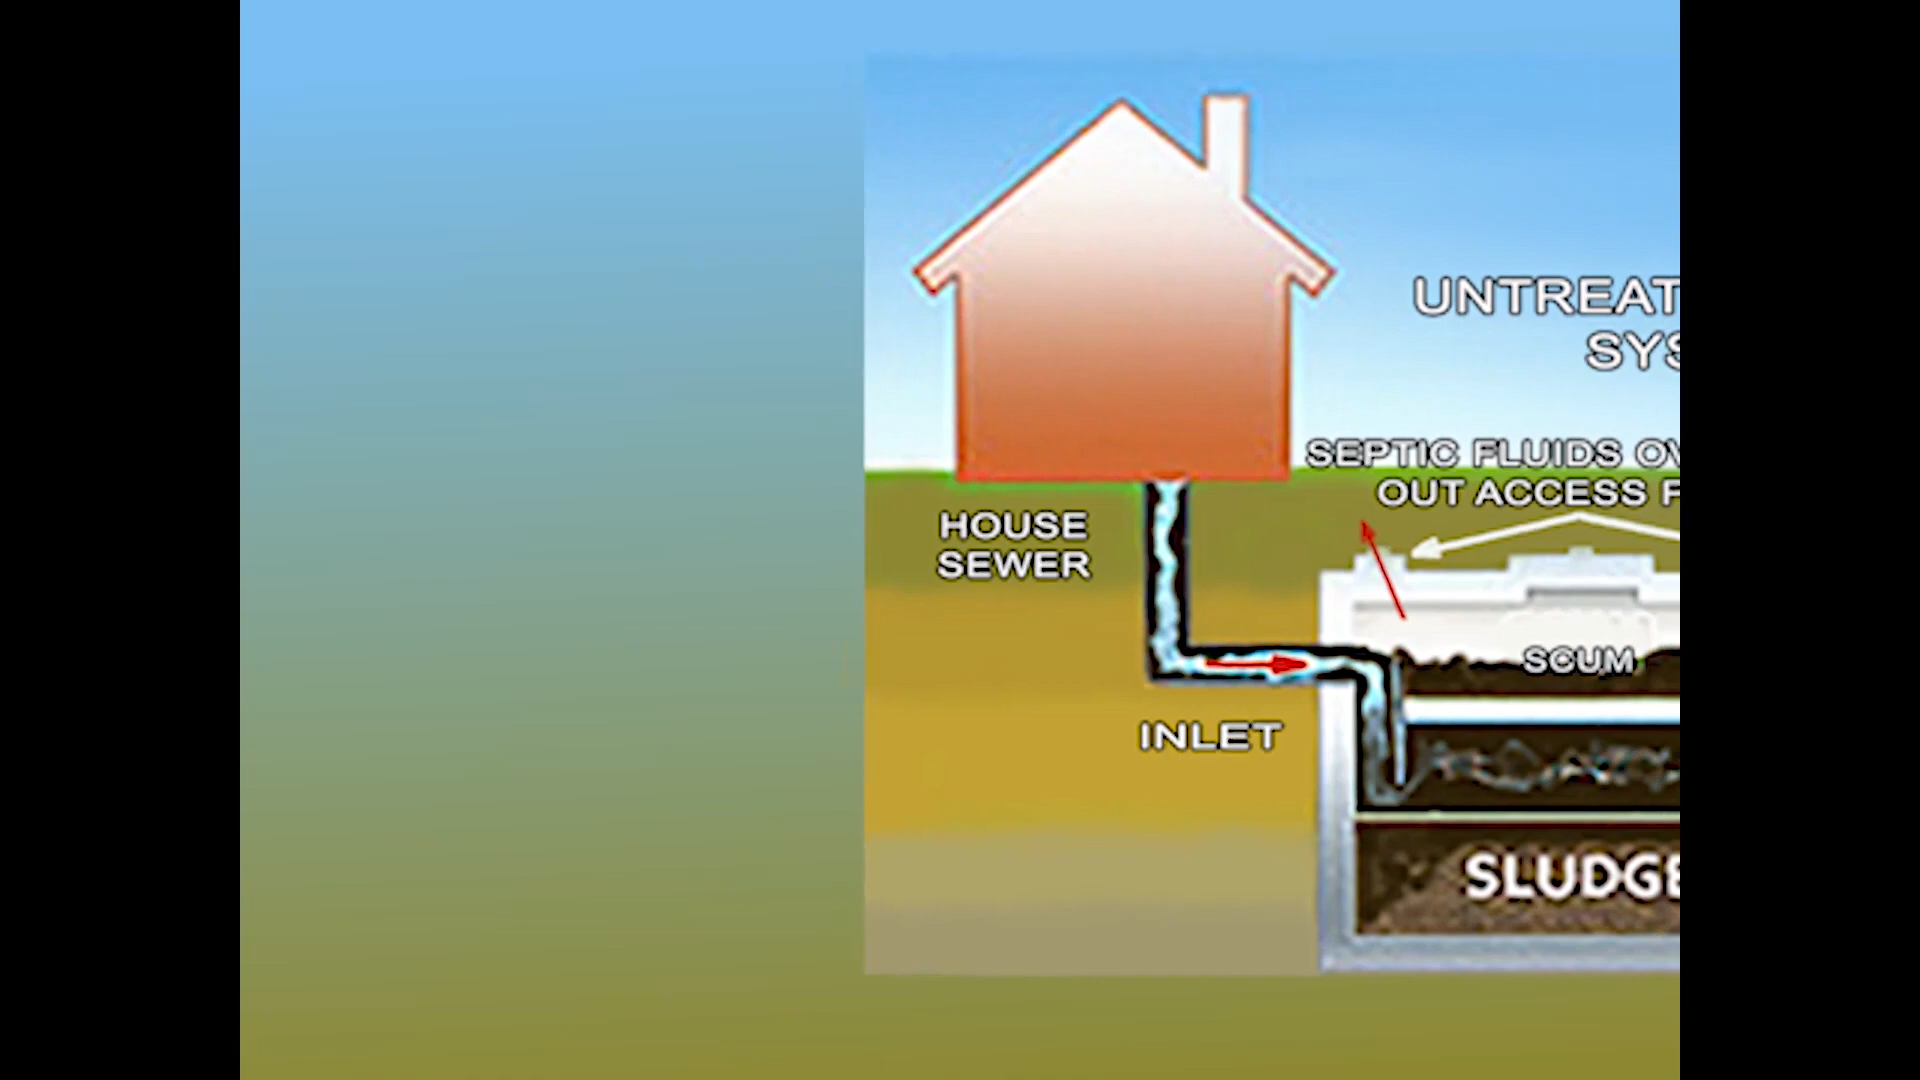 UNTREAT
SYS
SEPTIC FLUIDS OV
OUT ACCESS P
HOUSE
SEWER
SCUM
INLET
SLUDGE